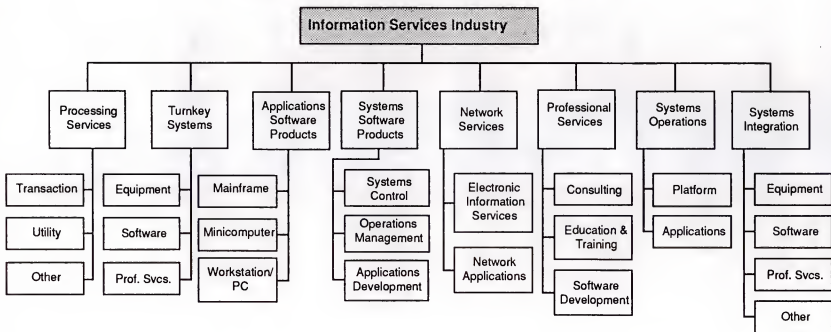 Information Services Industry
Processing
Services
Turnkey
Systems
Applications
Software
Products
Systems
Software
Products
Network
Services
Professional
Services
Systems
Operations
Systems
Integration
Transaction
Utility
Other
Equipment
Software
Prof. Svcs.
Mainframe
Minicomputer
Workstation/
PC
Systems
Control
Operations
Management
Applications
Development
Electronic
Information
Services
Network
Applications
Consulting
Education &
Training
Software
Development
Platform
Applications
Equipment
Software
Prof. Svcs.
Other